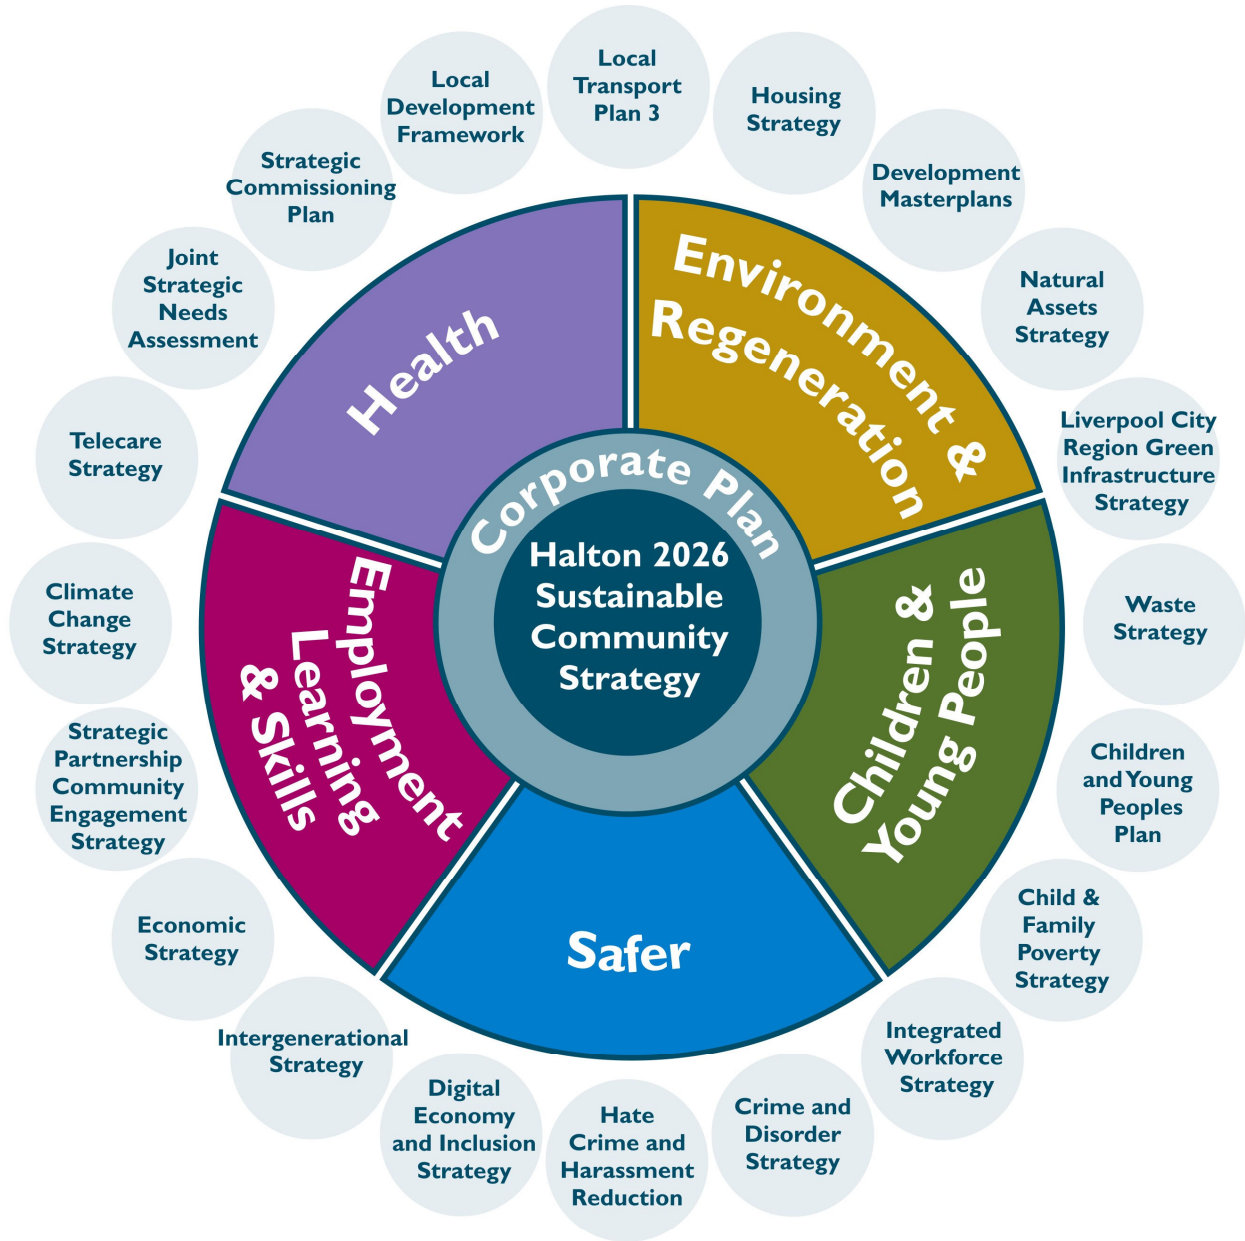 Local
Transport
Plan 3
Housing
Strategy
Development
Masterplans
Natural
Assets
Strategy
Liverpool City
Region Green
Infrastructure
Strategy
Waste
Strategy
Children
and Young
Peoples
Plan
Child &
Family
Poverty
Strategy
Integrated
Workforce
Strategy
Crime and
Disorder
Strategy
Hate
Crime and
Harassment
Reduction
Digital
Economy
and Inclusion
Strategy
Intergenerational
Strategy
Economic
Strategy
Strategic
Partnership
Community
Engagement
Strategy
Climate
Change
Strategy
Telecare
Strategy
Joint
Strategic
Needs
Assessment
Strategic
Commissioning
Plan
Local
Development
Framework
Health
Environment &
Regeneration
Children &
Young People
Safer
Employment
Learning
& Skills
Corporate Plan
Halton 2026
Sustainable
Community
Strategy